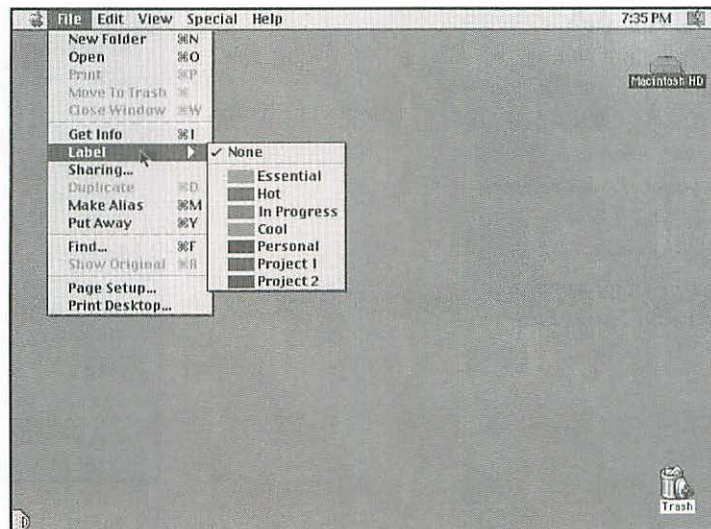 File Edit View Special Help 7:35 PM
New Folder ⌘N
Open ⌘O
Print ⌘P
Move To Trash ⌘
Close Window ⌘W
Get Info ⌘I
Label ▶
Sharing...
Duplicate ⌘D
Make Alias ⌘M
Put Away ⌘Y
Find... ⌘F
Show Original ⌘R
Page Setup...
Print Desktop...
✓ None
Essential
Hot
In Progress
Cool
Personal
Project 1
Project 2
Macintosh HD
Trash